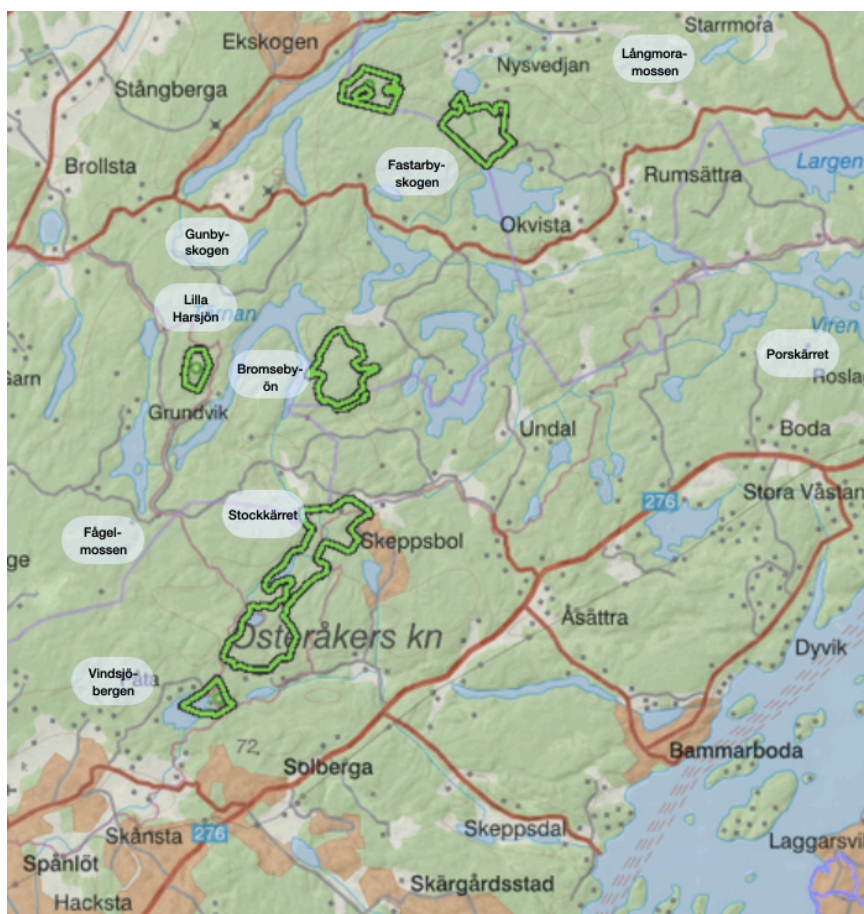 Starrmora
Ekskogen
Långmora-
mossen
Nysvedjan
Stångberga
Brollsta
Fastarby-
skogen
Rumsättra
Largen
Okvista
Gunby-
skogen
Lilla
Harsjön
Viren
Porskärret
Bromseby-
ön
Grundvik
Boda
Undal
276
Stora Våstan
Stockkärret
Fågel-
mossen
Skeppsbol
Åsättra
Österåkers kn
Dyvik
Vindsjö-
bergen
72
Bammarboda
Solberga
Skeppsdal
Skånsta
276
Laggarsvi
Spånlöt
Skärgårdsstad
Hacksta